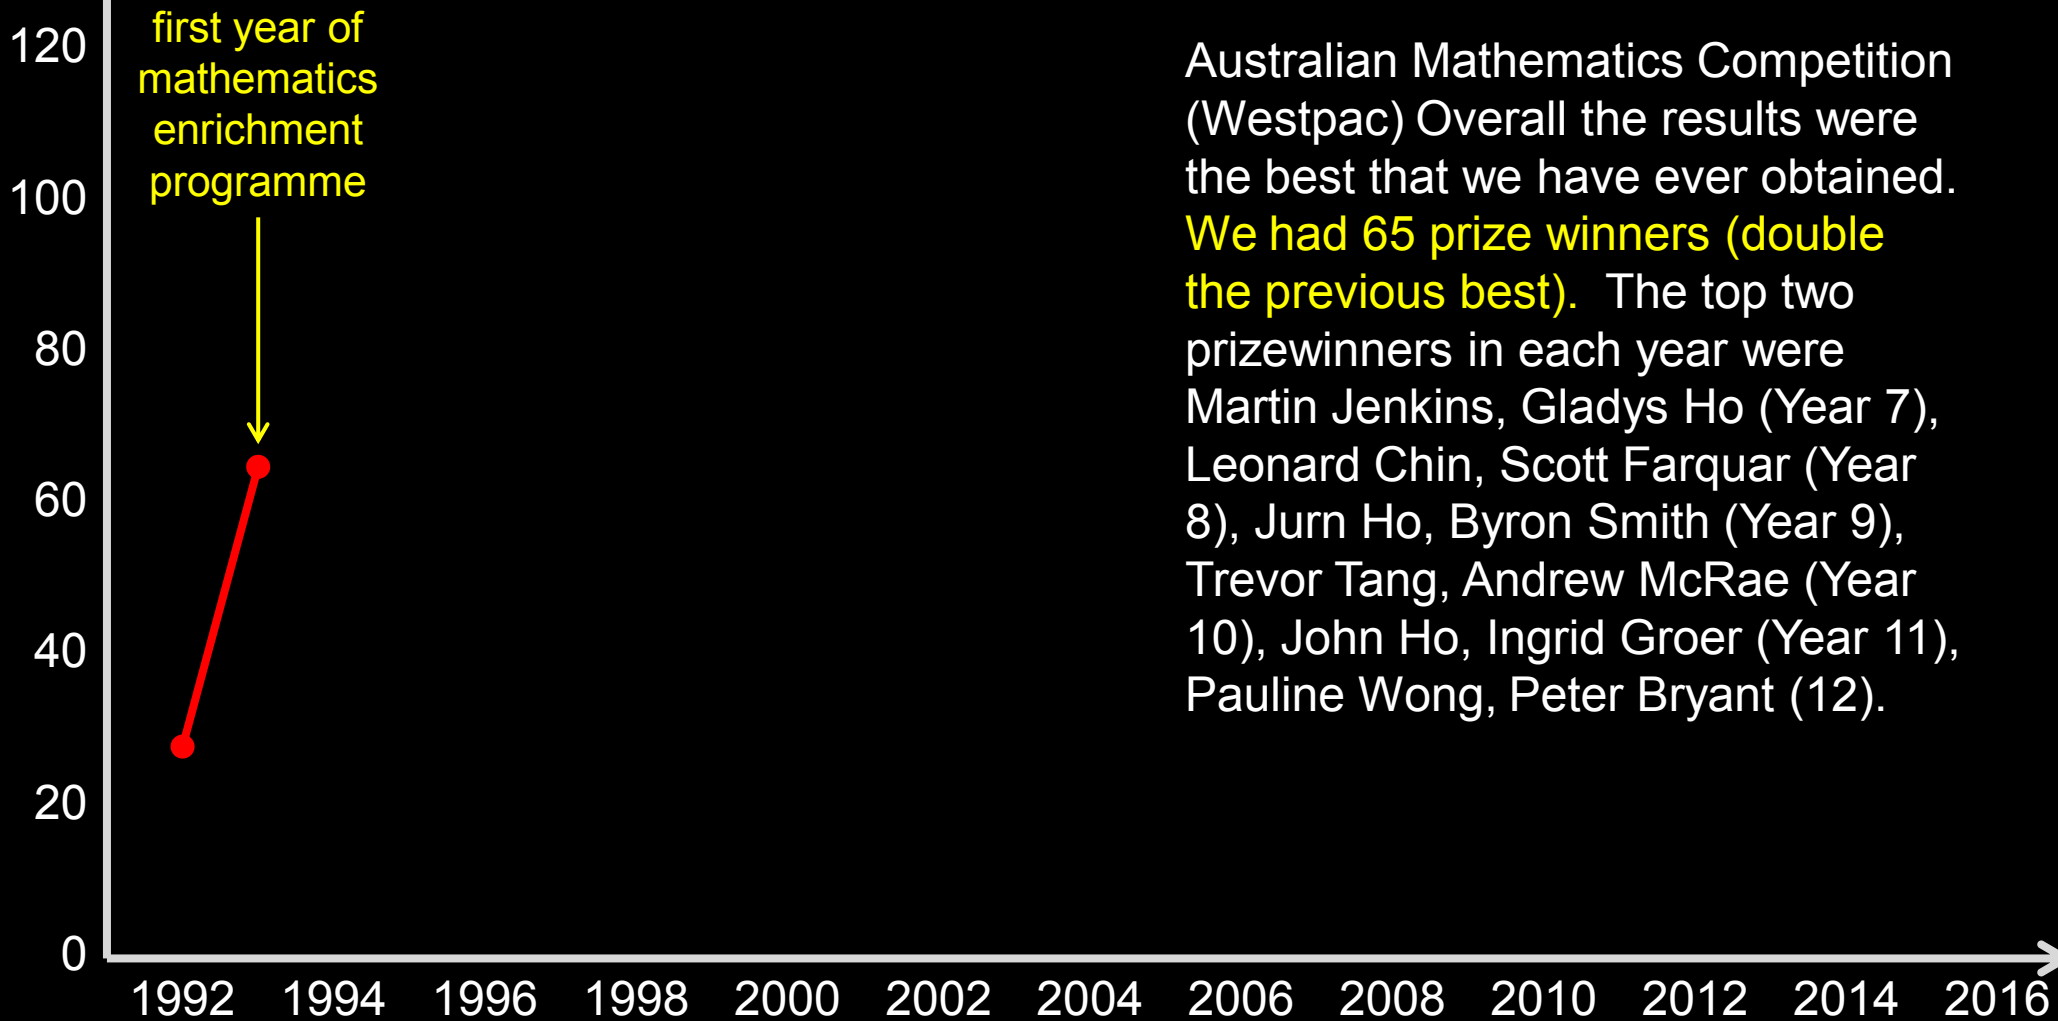 first year of
mathematics
enrichment
programme
120
100
80
60
40
20
0
1992 1994 1996 1998 2000 2002 2004 2006 2008 2010 2012 2014 2016
Australian Mathematics Competition
(Westpac) Overall the results were
the best that we have ever obtained.
We had 65 prize winners (double
the previous best). The top two
prizewinners in each year were
Martin Jenkins, Gladys Ho (Year 7),
Leonard Chin, Scott Farquar (Year
8), Jurn Ho, Byron Smith (Year 9),
Trevor Tang, Andrew McRae (Year
10), John Ho, Ingrid Groer (Year 11),
Pauline Wong, Peter Bryant (12).